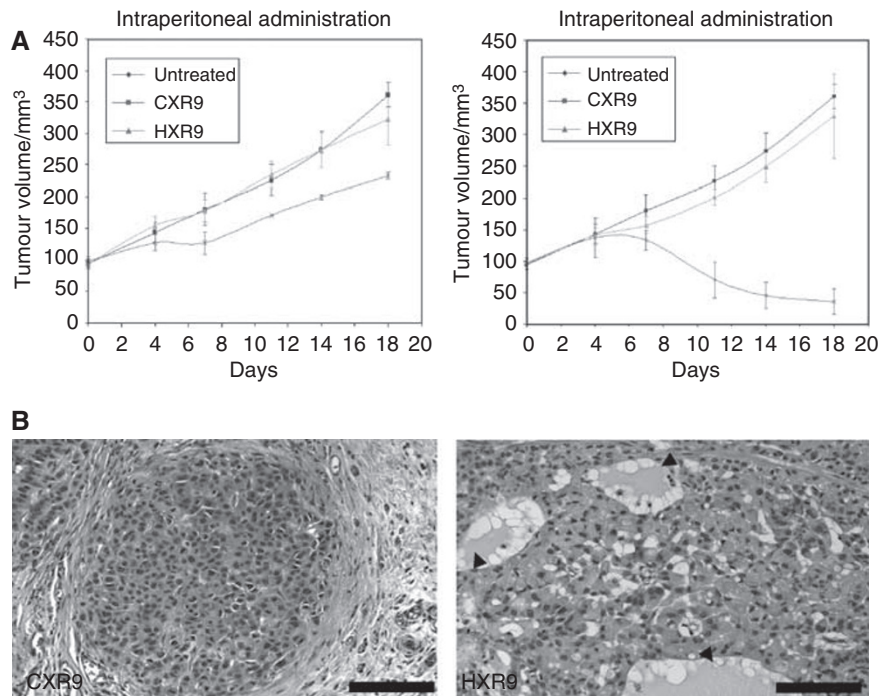 A
Intraperitoneal administration
Tumour volume/mm³
450
400
350
300
250
200
150
100
50
0
Untreated
CXR9
HXR9
0 2 4 6 8 10 12 14 16 18 20
Days
Intraperitoneal administration
Tumour volume/mm³
450
400
350
300
250
200
150
100
50
0
Untreated
CXR9
HXR9
0 2 4 6 8 10 12 14 16 18 20
Days
B
CXR9
HXR9